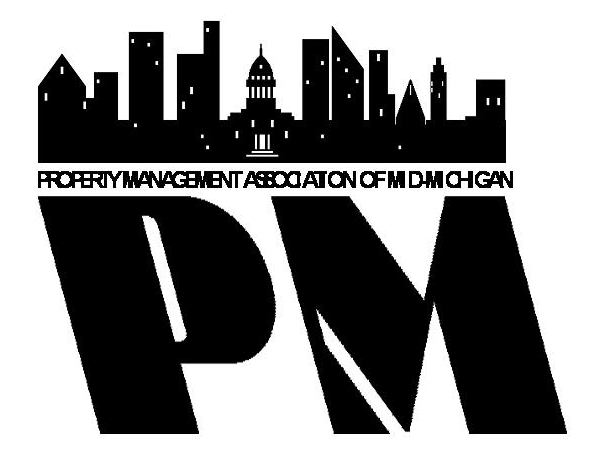 PROPERTY MANAGEMENT ASSOCIATION OF MID-MICHIGAN
PM